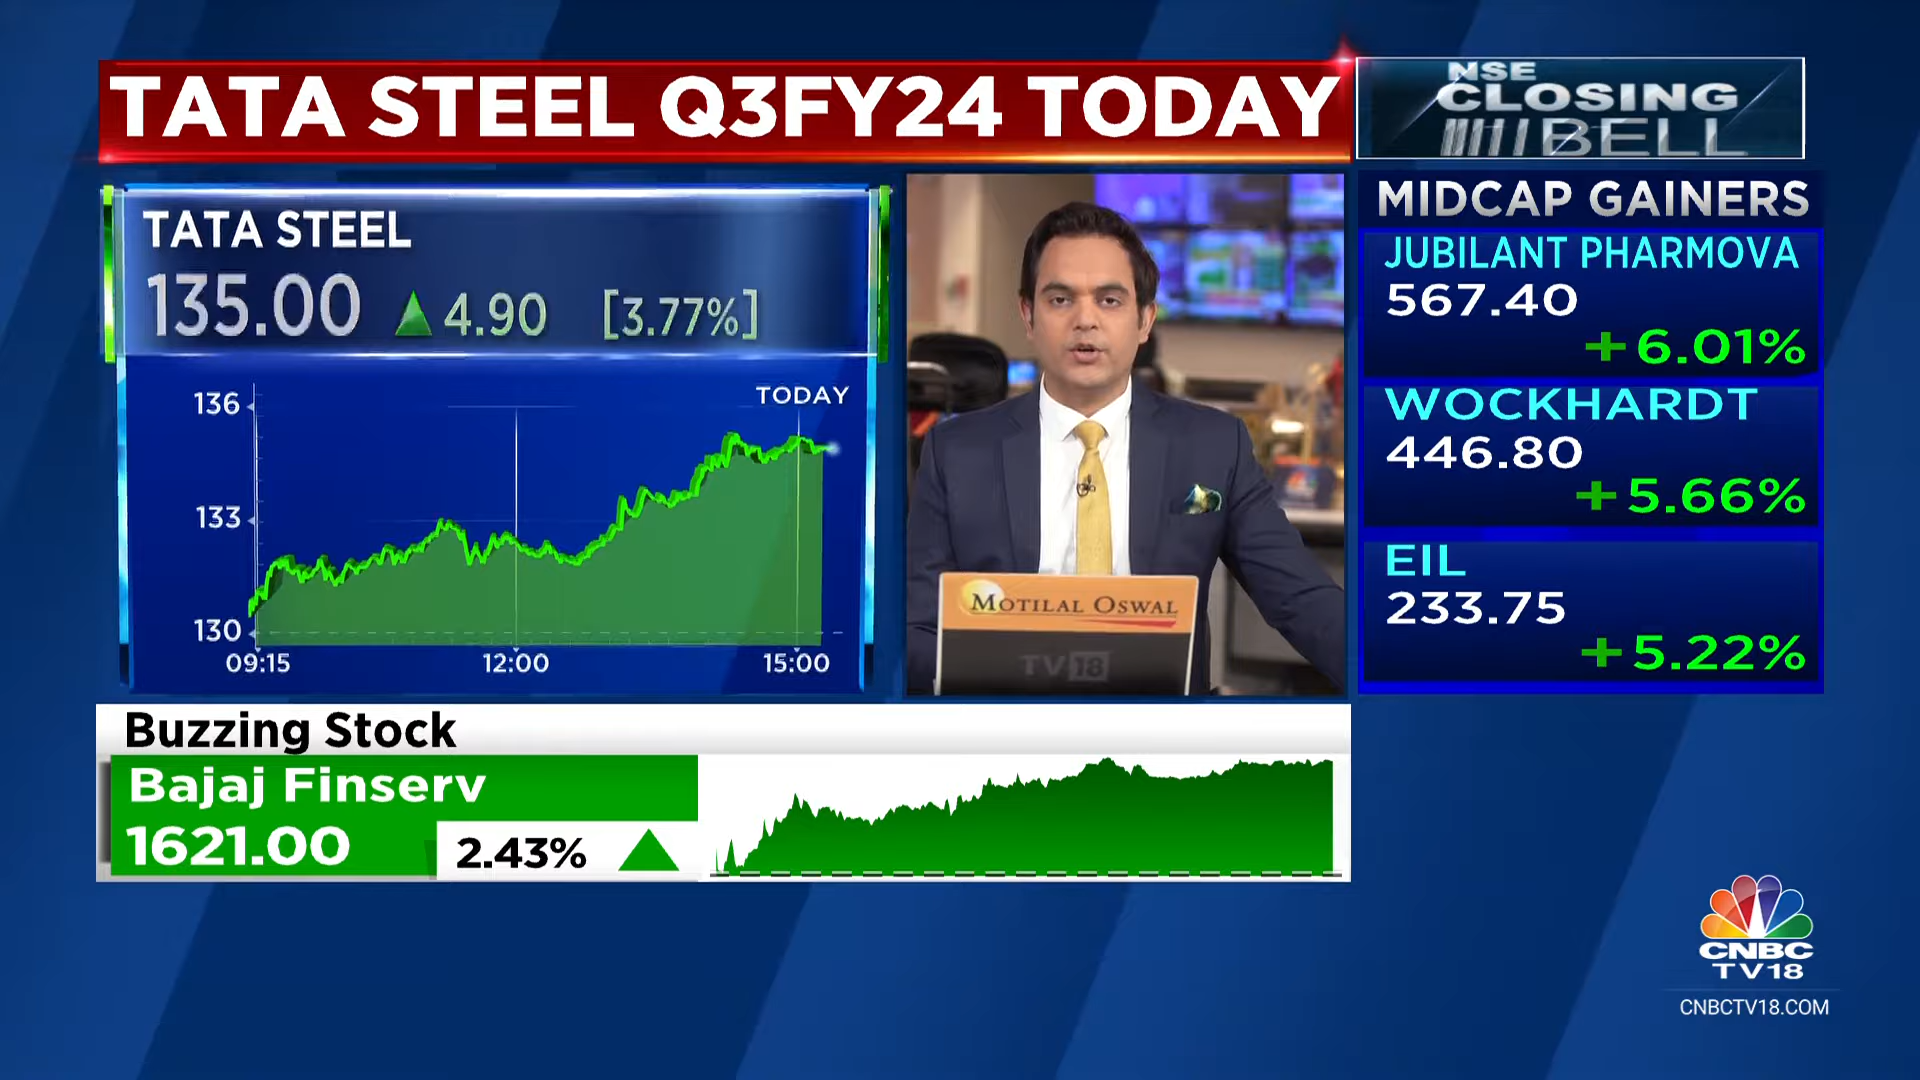 TATA STEEL Q3FY24 TODAY
NSE
CLOSING
BELL
TATA STEEL
135.00 ▲ 4.90 [3.77%]
TODAY
136
133
130
09:15 12:00 15:00
MOTILAL OSWAL
TV18
MIDCAP GAINERS
JUBILANT PHARMOVA
567.40
+6.01%
WOCKHARDT
446.80
+5.66%
EIL
233.75
+5.22%
Buzzing Stock
Bajaj Finserv
1621.00 2.43% ▲
CNBC
TV18
CNBCTV18.COM